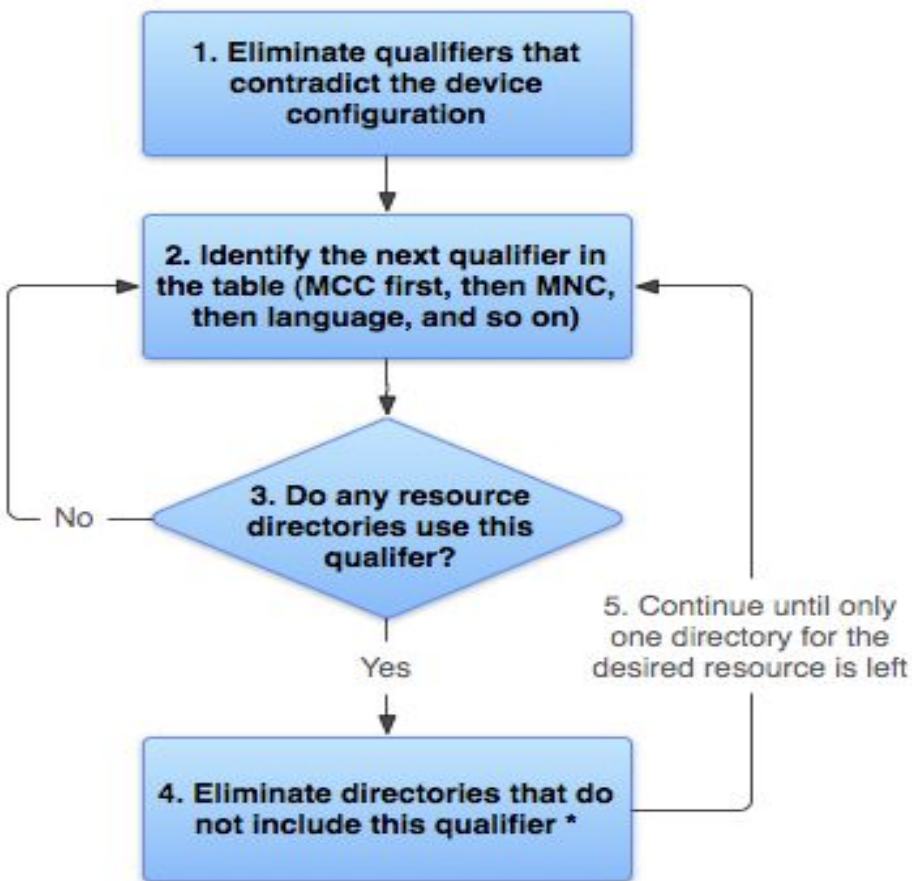 1. Eliminate qualifiers that
contradict the device
configuration
2. Identify the next qualifier in
the table (MCC first, then MNC,
then language, and so on)
3. Do any resource
directories use this
qualifer?
No
Yes
5. Continue until only
one directory for the
desired resource is left
4. Eliminate directories that do
not include this qualifier *